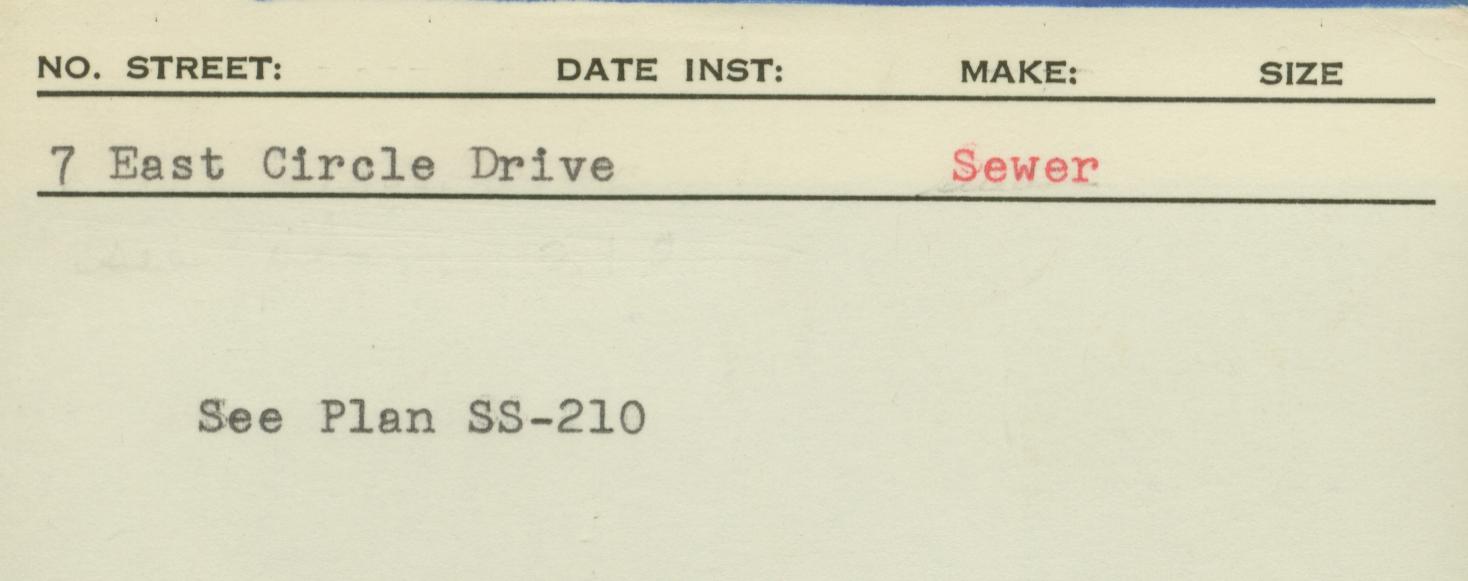 NO. STREET: DATE INST: MAKE: SIZE
7 East Circle Drive Sewer
See Plan SS-210